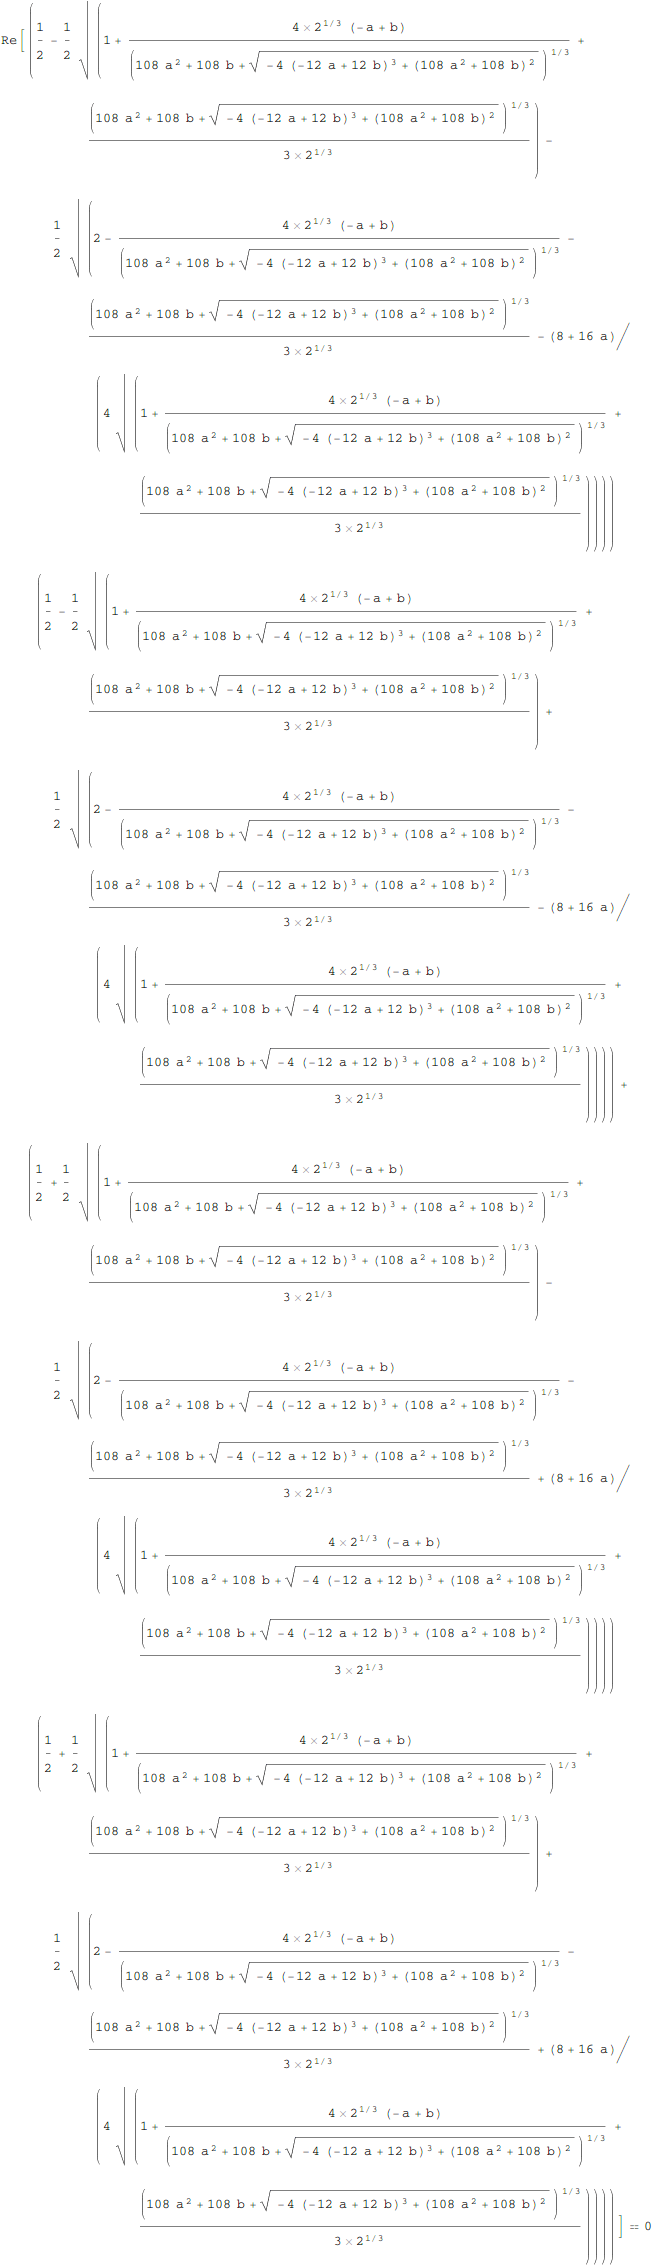 Re[(1/2 - 1/2 √(1 + (4×2^(1/3) (-a + b))/(108 a^2 + 108 b + √(-4 (-12 a + 12 b)^3 + (108 a^2 + 108 b)^2))^(1/3) +
(108 a^2 + 108 b + √(-4 (-12 a + 12 b)^3 + (108 a^2 + 108 b)^2))^(1/3)/(3×2^(1/3))) -
1/2 √(2 - (4×2^(1/3) (-a + b))/(108 a^2 + 108 b + √(-4 (-12 a + 12 b)^3 + (108 a^2 + 108 b)^2))^(1/3) -
(108 a^2 + 108 b + √(-4 (-12 a + 12 b)^3 + (108 a^2 + 108 b)^2))^(1/3)/(3×2^(1/3)) - (8 + 16 a)/
(4 √(1 + (4×2^(1/3) (-a + b))/(108 a^2 + 108 b + √(-4 (-12 a + 12 b)^3 + (108 a^2 + 108 b)^2))^(1/3) +
(108 a^2 + 108 b + √(-4 (-12 a + 12 b)^3 + (108 a^2 + 108 b)^2))^(1/3)/(3×2^(1/3)))))
(1/2 - 1/2 √(1 + (4×2^(1/3) (-a + b))/(108 a^2 + 108 b + √(-4 (-12 a + 12 b)^3 + (108 a^2 + 108 b)^2))^(1/3) +
(108 a^2 + 108 b + √(-4 (-12 a + 12 b)^3 + (108 a^2 + 108 b)^2))^(1/3)/(3×2^(1/3))) +
1/2 √(2 - (4×2^(1/3) (-a + b))/(108 a^2 + 108 b + √(-4 (-12 a + 12 b)^3 + (108 a^2 + 108 b)^2))^(1/3) -
(108 a^2 + 108 b + √(-4 (-12 a + 12 b)^3 + (108 a^2 + 108 b)^2))^(1/3)/(3×2^(1/3)) - (8 + 16 a)/
(4 √(1 + (4×2^(1/3) (-a + b))/(108 a^2 + 108 b + √(-4 (-12 a + 12 b)^3 + (108 a^2 + 108 b)^2))^(1/3) +
(108 a^2 + 108 b + √(-4 (-12 a + 12 b)^3 + (108 a^2 + 108 b)^2))^(1/3)/(3×2^(1/3))))) +
(1/2 + 1/2 √(1 + (4×2^(1/3) (-a + b))/(108 a^2 + 108 b + √(-4 (-12 a + 12 b)^3 + (108 a^2 + 108 b)^2))^(1/3) +
(108 a^2 + 108 b + √(-4 (-12 a + 12 b)^3 + (108 a^2 + 108 b)^2))^(1/3)/(3×2^(1/3))) -
1/2 √(2 - (4×2^(1/3) (-a + b))/(108 a^2 + 108 b + √(-4 (-12 a + 12 b)^3 + (108 a^2 + 108 b)^2))^(1/3) -
(108 a^2 + 108 b + √(-4 (-12 a + 12 b)^3 + (108 a^2 + 108 b)^2))^(1/3)/(3×2^(1/3)) + (8 + 16 a)/
(4 √(1 + (4×2^(1/3) (-a + b))/(108 a^2 + 108 b + √(-4 (-12 a + 12 b)^3 + (108 a^2 + 108 b)^2))^(1/3) +
(108 a^2 + 108 b + √(-4 (-12 a + 12 b)^3 + (108 a^2 + 108 b)^2))^(1/3)/(3×2^(1/3)))))
(1/2 + 1/2 √(1 + (4×2^(1/3) (-a + b))/(108 a^2 + 108 b + √(-4 (-12 a + 12 b)^3 + (108 a^2 + 108 b)^2))^(1/3) +
(108 a^2 + 108 b + √(-4 (-12 a + 12 b)^3 + (108 a^2 + 108 b)^2))^(1/3)/(3×2^(1/3))) +
1/2 √(2 - (4×2^(1/3) (-a + b))/(108 a^2 + 108 b + √(-4 (-12 a + 12 b)^3 + (108 a^2 + 108 b)^2))^(1/3) -
(108 a^2 + 108 b + √(-4 (-12 a + 12 b)^3 + (108 a^2 + 108 b)^2))^(1/3)/(3×2^(1/3)) + (8 + 16 a)/
(4 √(1 + (4×2^(1/3) (-a + b))/(108 a^2 + 108 b + √(-4 (-12 a + 12 b)^3 + (108 a^2 + 108 b)^2))^(1/3) +
(108 a^2 + 108 b + √(-4 (-12 a + 12 b)^3 + (108 a^2 + 108 b)^2))^(1/3)/(3×2^(1/3)))))] == 0